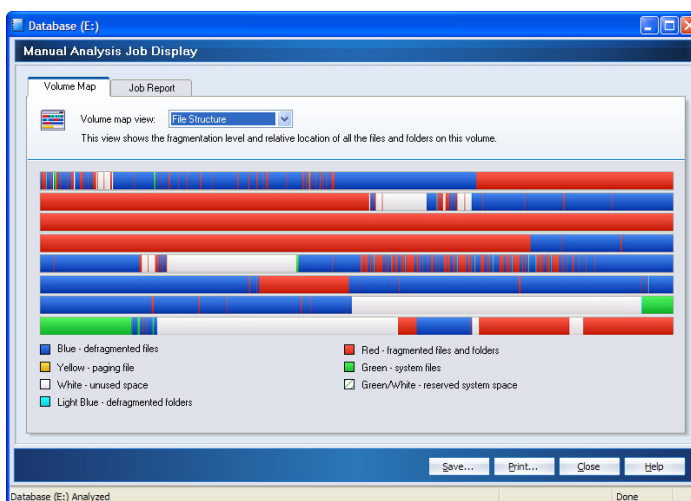 Database (E:)
Manual Analysis Job Display
Volume Map
Job Report
Volume map view: File Structure
This view shows the fragmentation level and relative location of all the files and folders on this volume.
Blue - defragmented files
Red - fragmented files and folders
Yellow - paging file
Green - system files
White - unused space
Green/White - reserved system space
Light Blue - defragmented folders
Save... Print... Close Help
Database (E:) Analyzed
Done